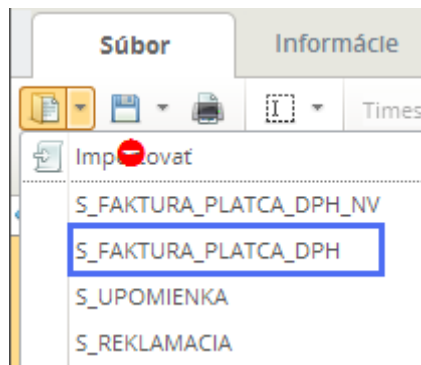 Súbor Informácie
Times
Importovať
S_FAKTURA_PLATCA_DPH_NV
S_FAKTURA_PLATCA_DPH
S_UPOMIENKA
S_REKLAMACIA